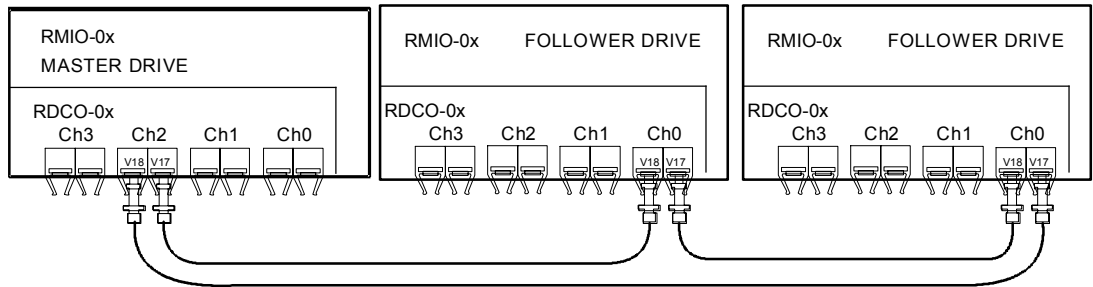 RMIO-0x
MASTER DRIVE
RDCO-0x
Ch3 Ch2 Ch1 Ch0
V18 V17
RMIO-0x FOLLOWER DRIVE
RDCO-0x
Ch3 Ch2 Ch1 Ch0
V18 V17
RMIO-0x FOLLOWER DRIVE
RDCO-0x
Ch3 Ch2 Ch1 Ch0
V18 V17